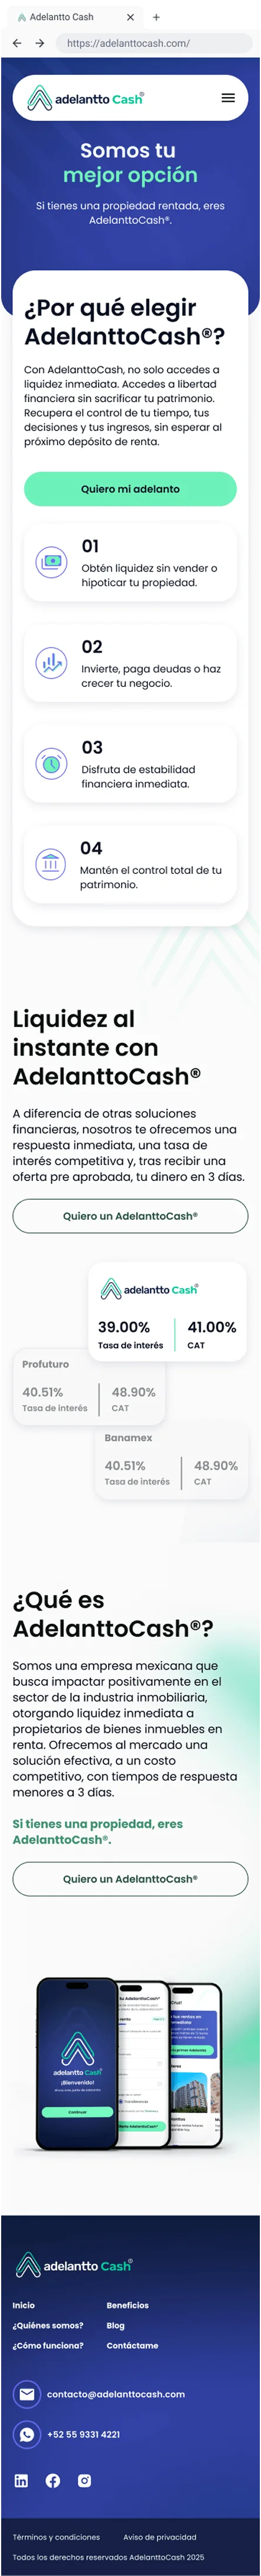 Adelantto Cash
https://adelanttocash.com/
adelantto Cash®
Somos tu
mejor opción
Si tienes una propiedad rentada, eres
AdelanttoCash®.
¿Por qué elegir
AdelanttoCash®?
Con AdelanttoCash, no solo accedes a
liquidez inmediata. Accedes a libertad
financiera sin sacrificar tu patrimonio.
Recupera el control de tu tiempo, tus
decisiones y tus ingresos, sin esperar al
próximo depósito de renta.
Quiero mi adelanto
01
Obtén liquidez sin vender o
hipoticar tu propiedad.
02
Invierte, paga deudas o haz
crecer tu negocio.
03
Disfruta de estabilidad
financiera inmediata.
04
Mantén el control total de tu
patrimonio.
Liquidez al
instante con
AdelanttoCash®
A diferencia de otras soluciones
financieras, nosotros te ofrecemos una
respuesta inmediata, una tasa de
interés competitiva y, tras recibir una
oferta pre aprobada, tu dinero en 3 días.
Quiero un AdelanttoCash®
adelantto Cash®
39.00% 41.00%
Tasa de interés CAT
Profuturo
40.51% 48.90%
Tasa de interés CAT
Banamex
40.51% 48.90%
Tasa de interés CAT
¿Qué es
AdelanttoCash®?
Somos una empresa mexicana que
busca impactar positivamente en el
sector de la industria inmobiliaria,
otorgando liquidez inmediata a
propietarios de bienes inmuebles en
renta. Ofrecemos al mercado una
solución efectiva, a un costo
competitivo, con tiempos de respuesta
menores a 3 días.
Si tienes una propiedad, eres
AdelanttoCash®.
Quiero un AdelanttoCash®
adelantto Cash®
¡Bienvenido!
Continuar
adelantto Cash®
Inicio Beneficios
¿Quiénes somos? Blog
¿Cómo funciona? Contáctame
contacto@adelanttocash.com
+52 55 9331 4221
Términos y condiciones Aviso de privacidad
Todos los derechos reservados AdelanttoCash 2025